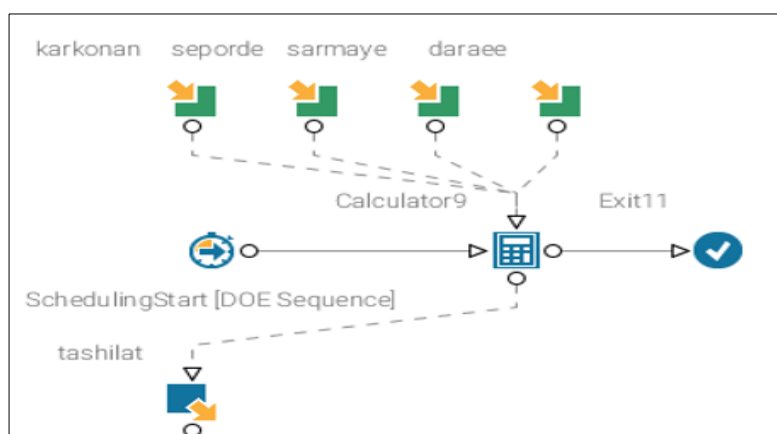 karkonan seporde sarmaye daraee
Calculator9 Exit11
SchedulingStart [DOE Sequence]
tashilat